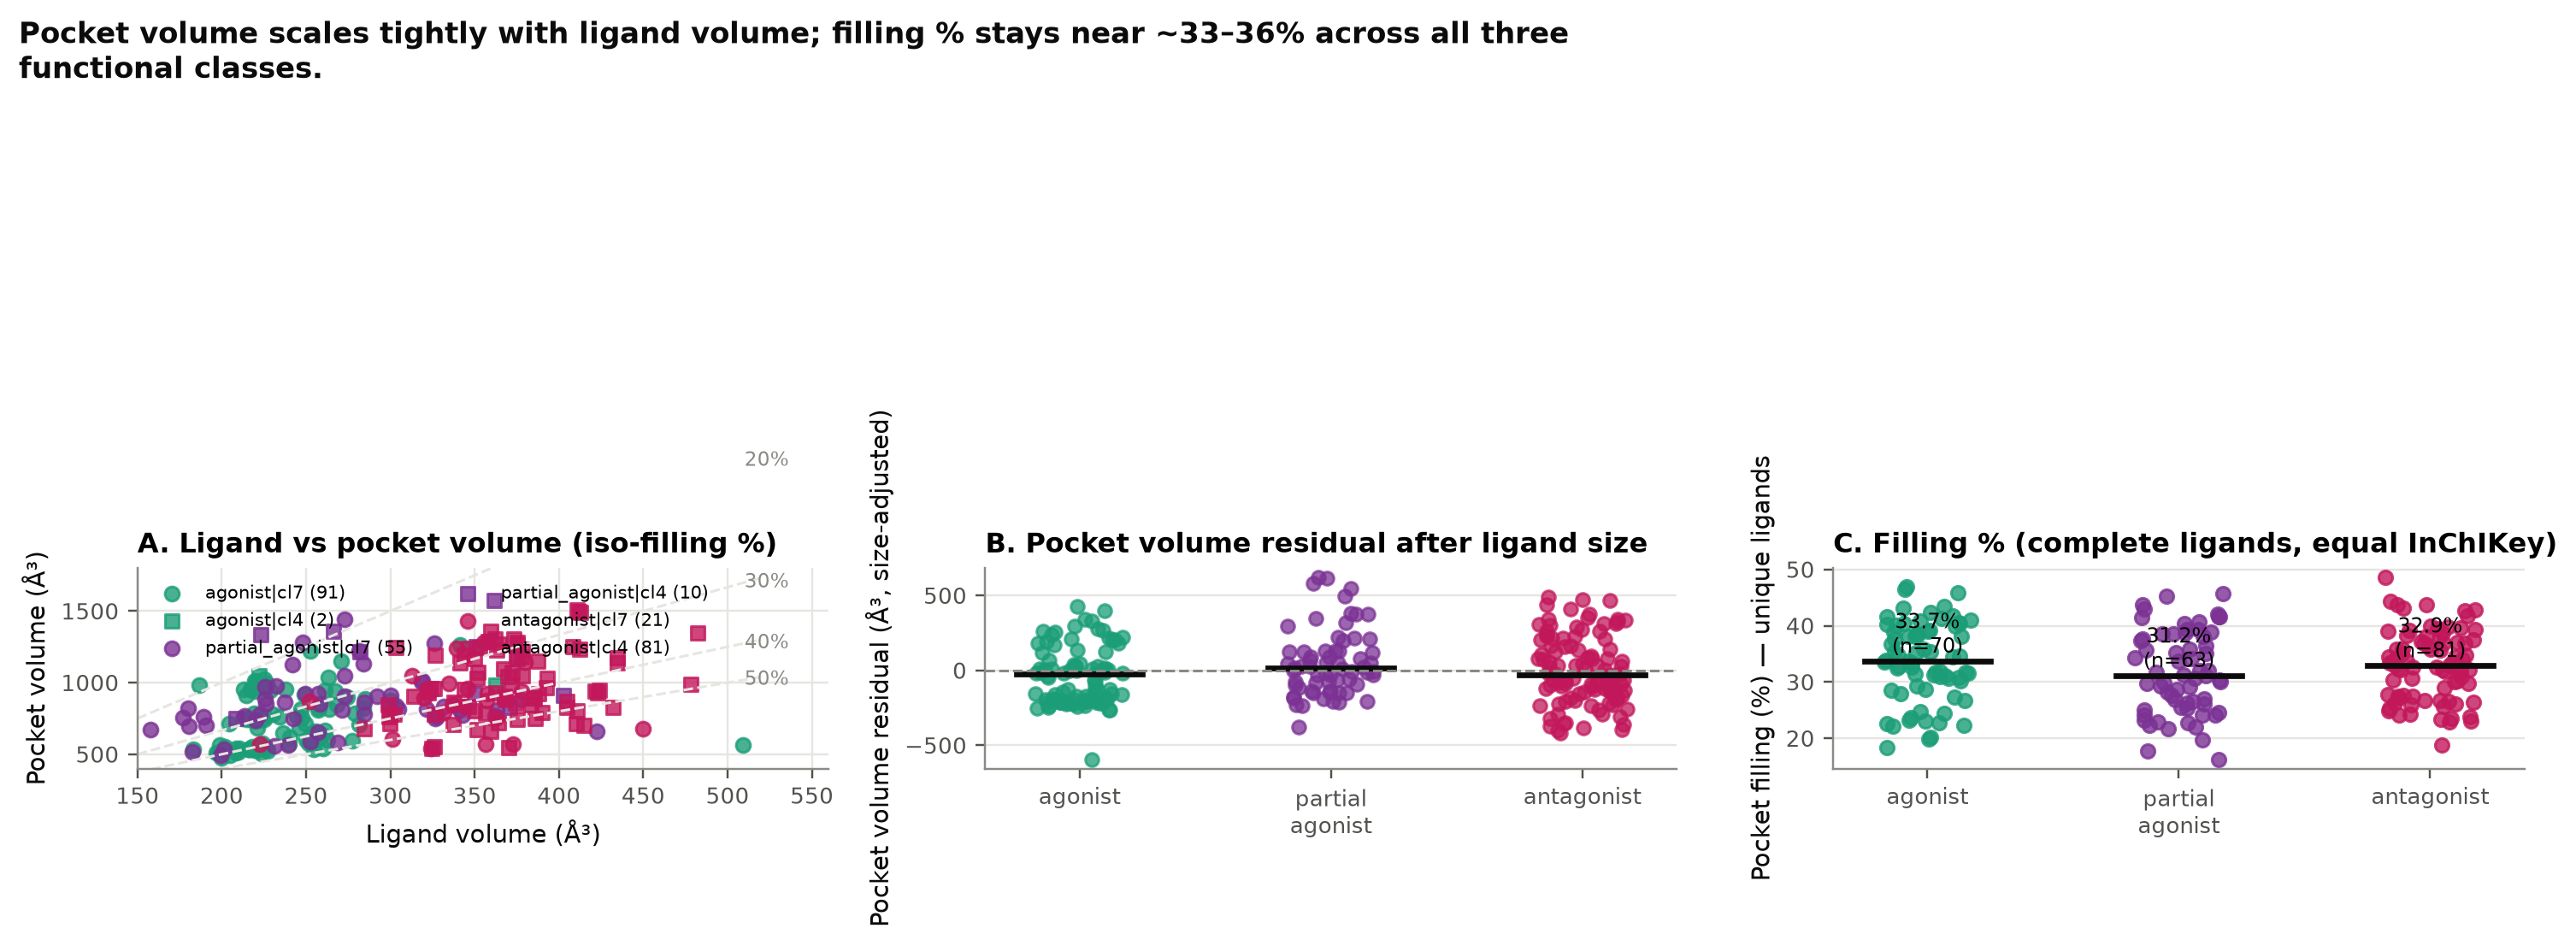 Pocket volume scales tightly with ligand volume; filling % stays near ~33–36% across all three
functional classes.
A. Ligand vs pocket volume (iso-filling %)
Pocket volume (Å³)
1500
1000
500
20%
30%
40%
50%
agonist|cl7 (91)
agonist|cl4 (2)
partial_agonist|cl7 (55)
partial_agonist|cl4 (10)
antagonist|cl7 (21)
antagonist|cl4 (81)
150 200 250 300 350 400 450 500 550
Ligand volume (Å³)
B. Pocket volume residual after ligand size
Pocket volume residual (Å³, size-adjusted)
500
0
−500
agonist
partial
agonist
antagonist
C. Filling % (complete ligands, equal InChIKey)
Pocket filling (%) — unique ligands
50
40
30
20
33.7%
(n=70)
31.2%
(n=63)
32.9%
(n=81)
agonist
partial
agonist
antagonist